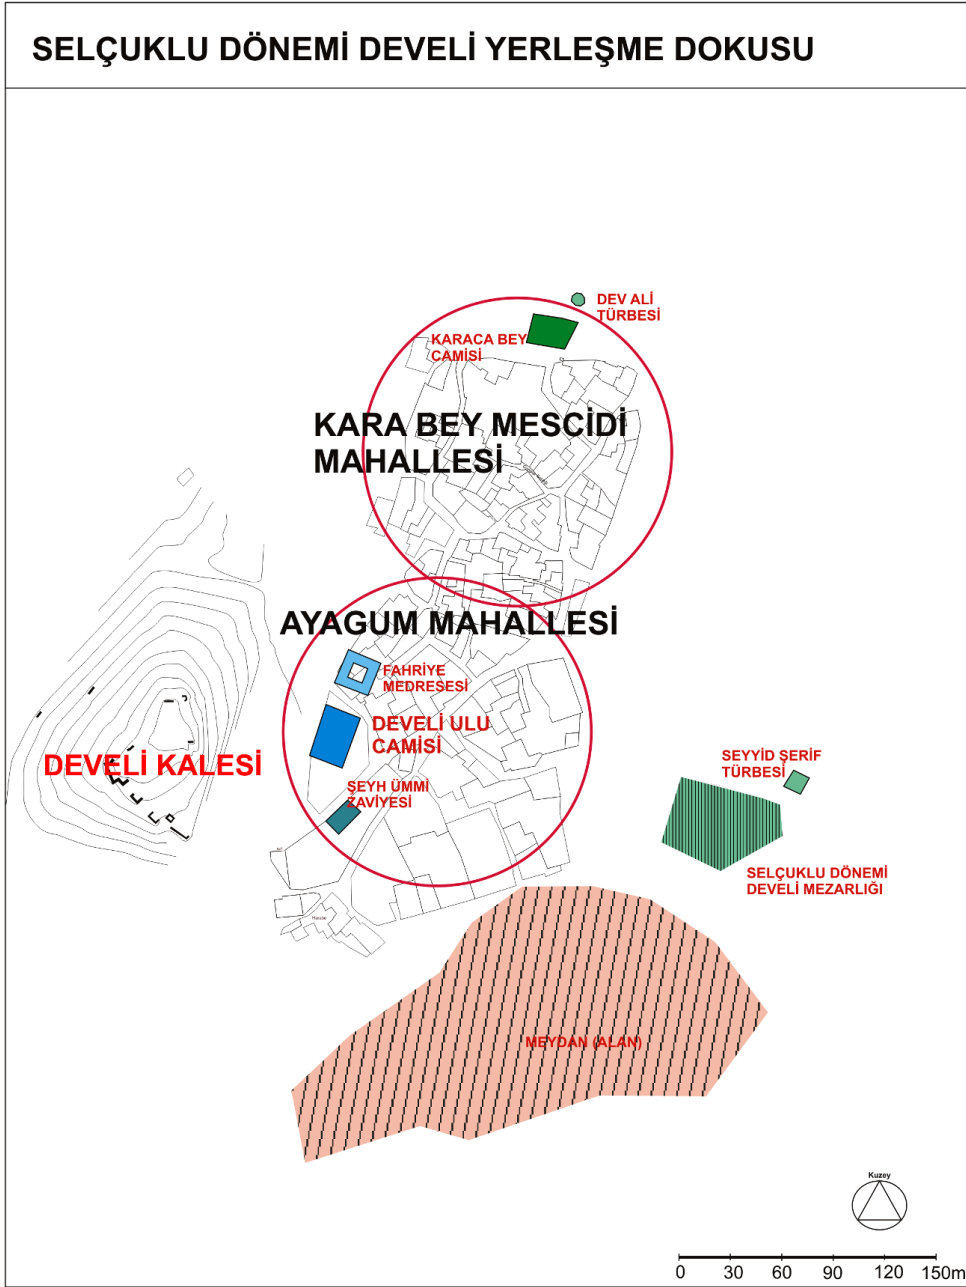 SELÇUKLU DÖNEMİ DEVELİ YERLEŞME DOKUSU
DEV ALİ
TÜRBESİ
KARACA BEY
CAMİSİ
KARA BEY MESCİDİ
MAHALLESİ
AYAGUM MAHALLESİ
FAHRİYE
MEDRESESİ
DEVELİ ULU
CAMİSİ
DEVELİ KALESİ
ŞEYH ÜMMİ
ZAVİYESİ
SEYYİD ŞERİF
TÜRBESİ
SELÇUKLU DÖNEMİ
DEVELİ MEZARLIĞI
MEYDAN (ALAN)
Kuzey
0 30 60 90 120 150m